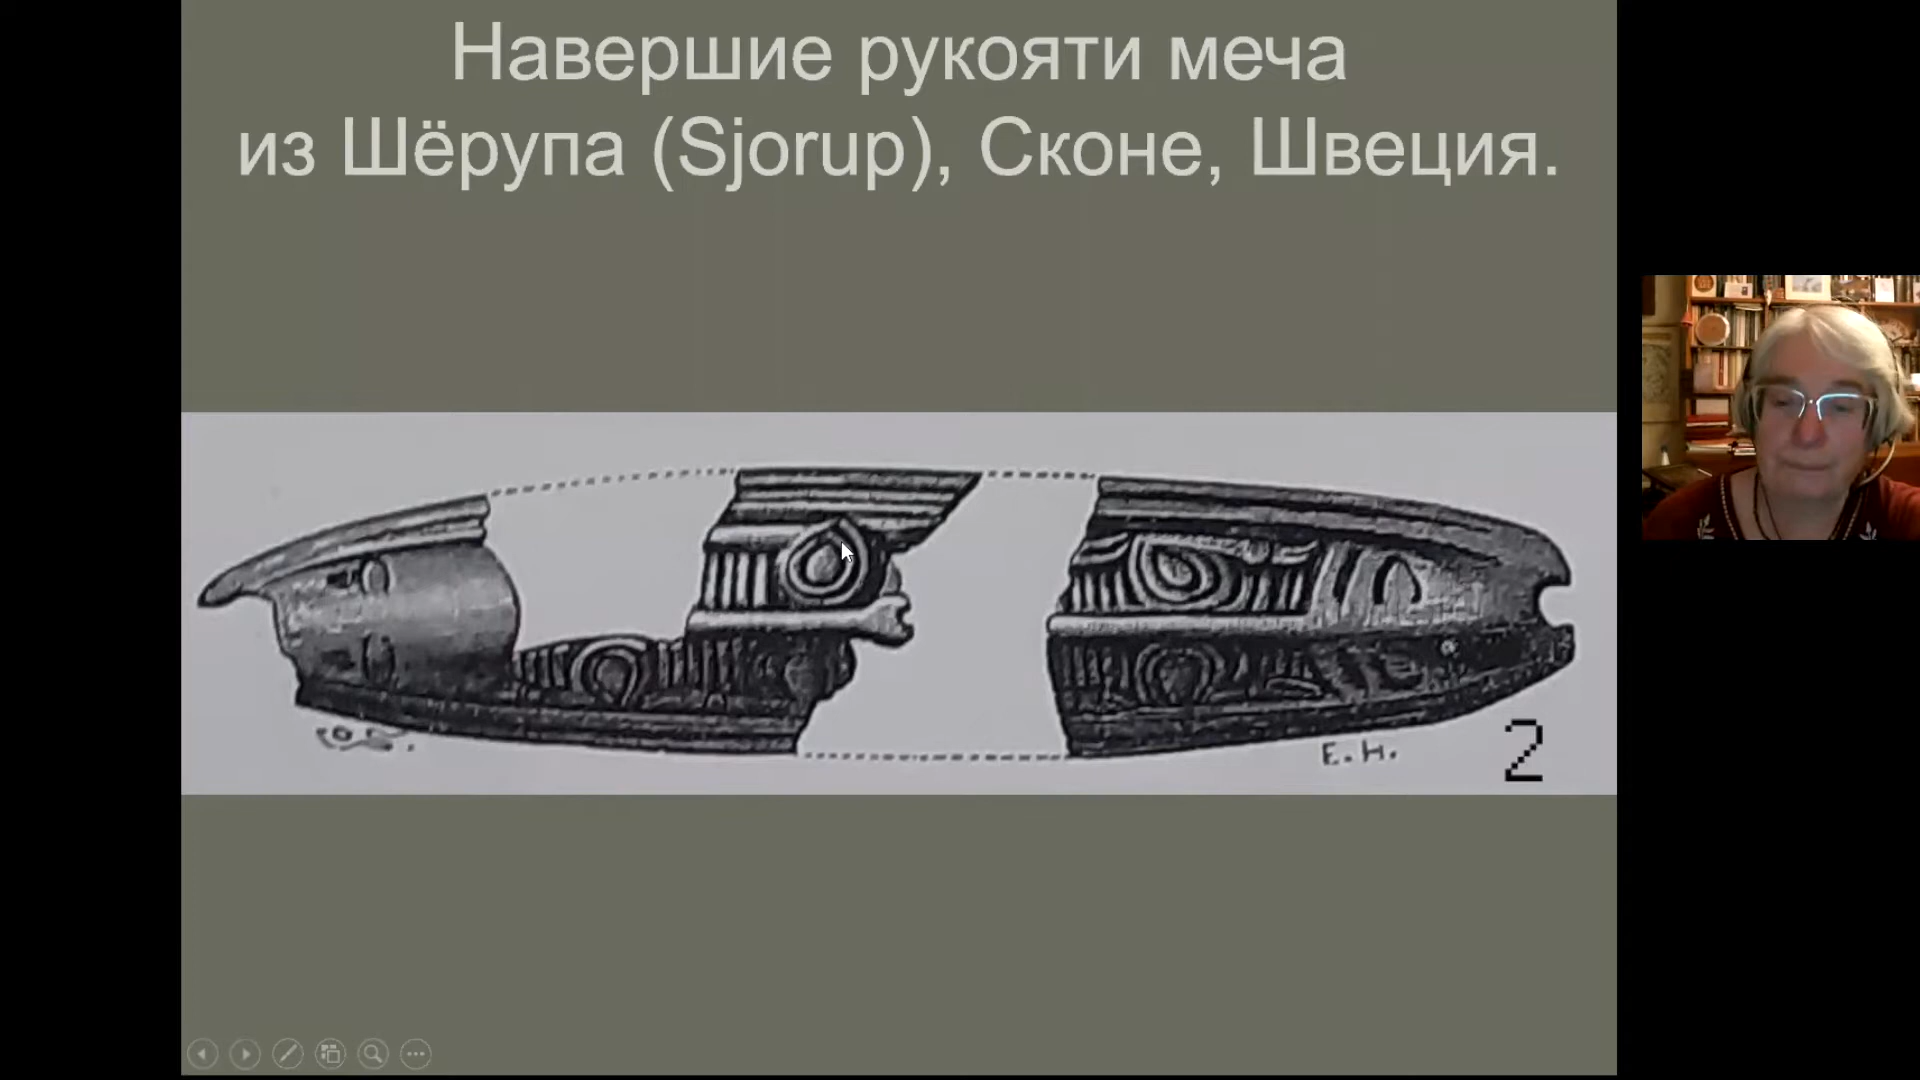 Навершие рукояти меча
из Шёрупа (Sjorup), Сконе, Швеция.
E.H.
2